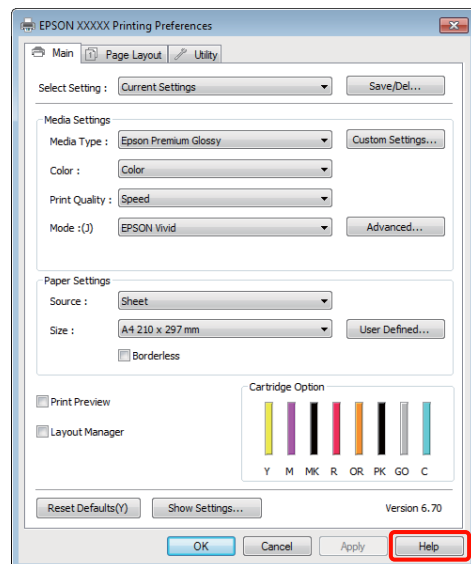 EPSON XXXXX Printing Preferences
Main Page Layout Utility
Select Setting : Current Settings Save/Del...
Media Settings
Media Type : Epson Premium Glossy Custom Settings...
Color : Color
Print Quality : Speed
Mode :(J) EPSON Vivid Advanced...
Paper Settings
Source : Sheet
Size : A4 210 x 297 mm User Defined...
Borderless
Print Preview
Layout Manager
Cartridge Option
Y M MK R OR PK GO C
Reset Defaults(Y) Show Settings... Version 6.70
OK Cancel Apply Help